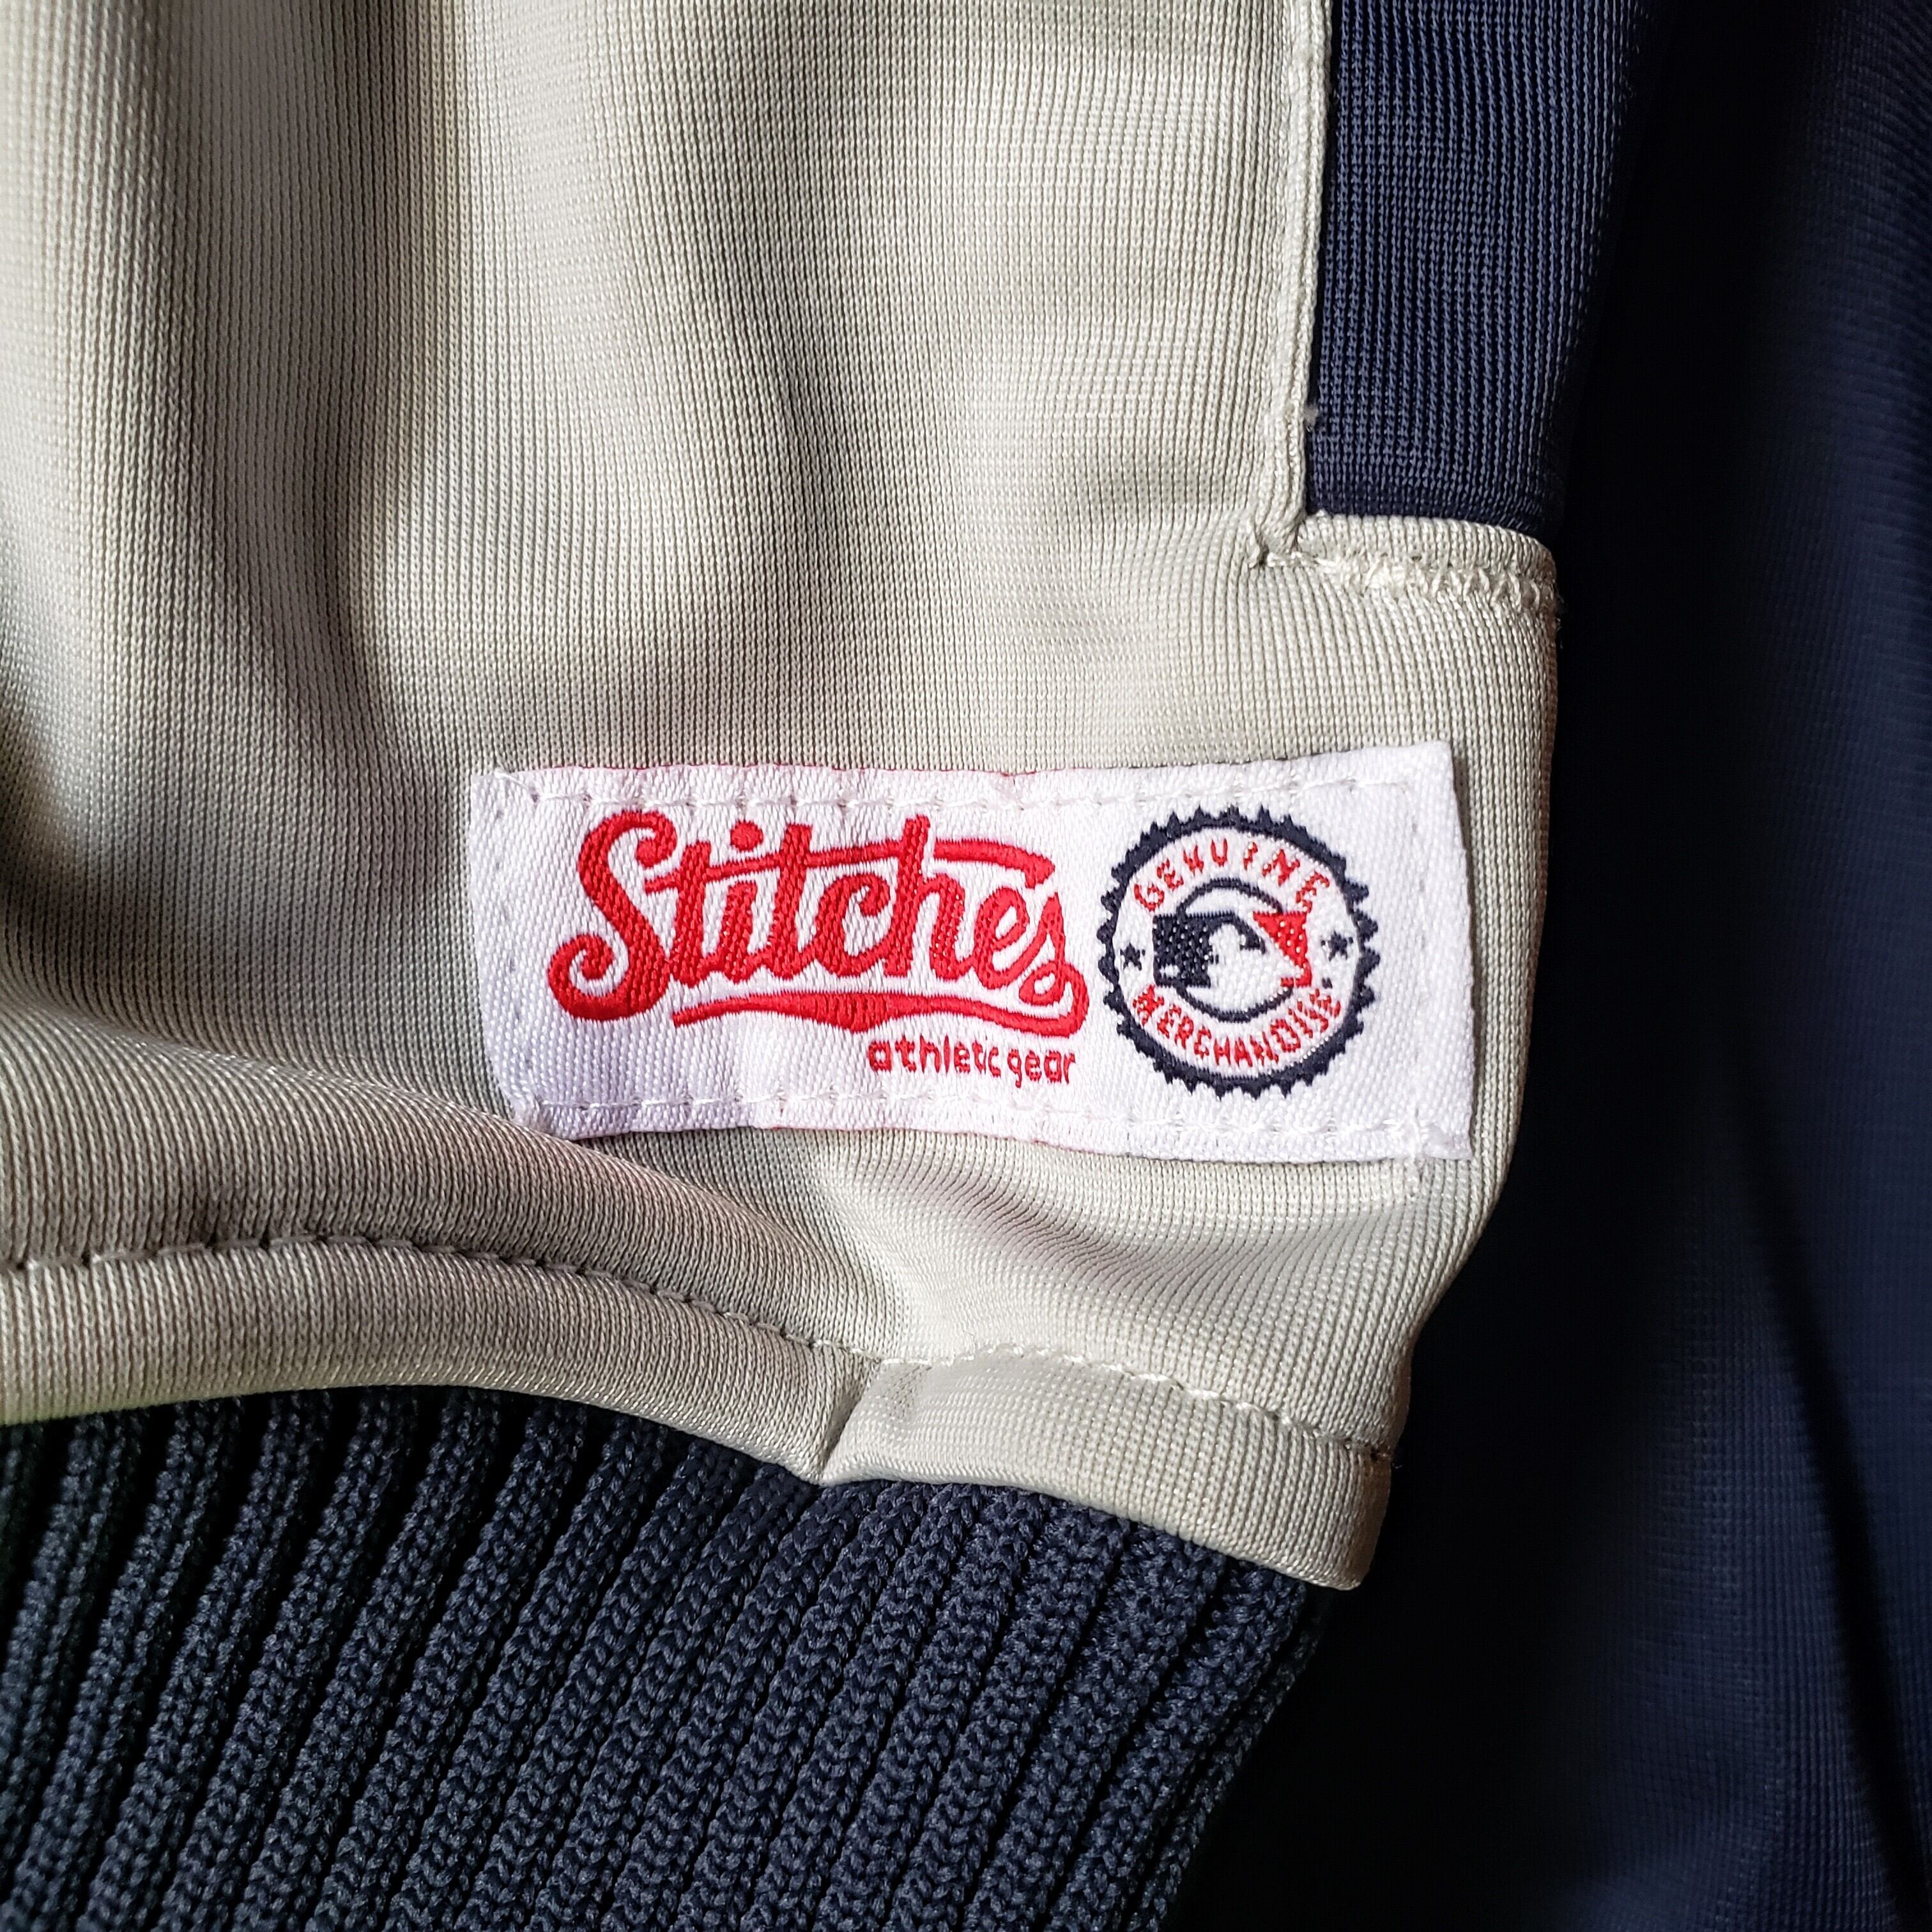 Stitches
athletic gear
GENUINE
MERCHANDISE